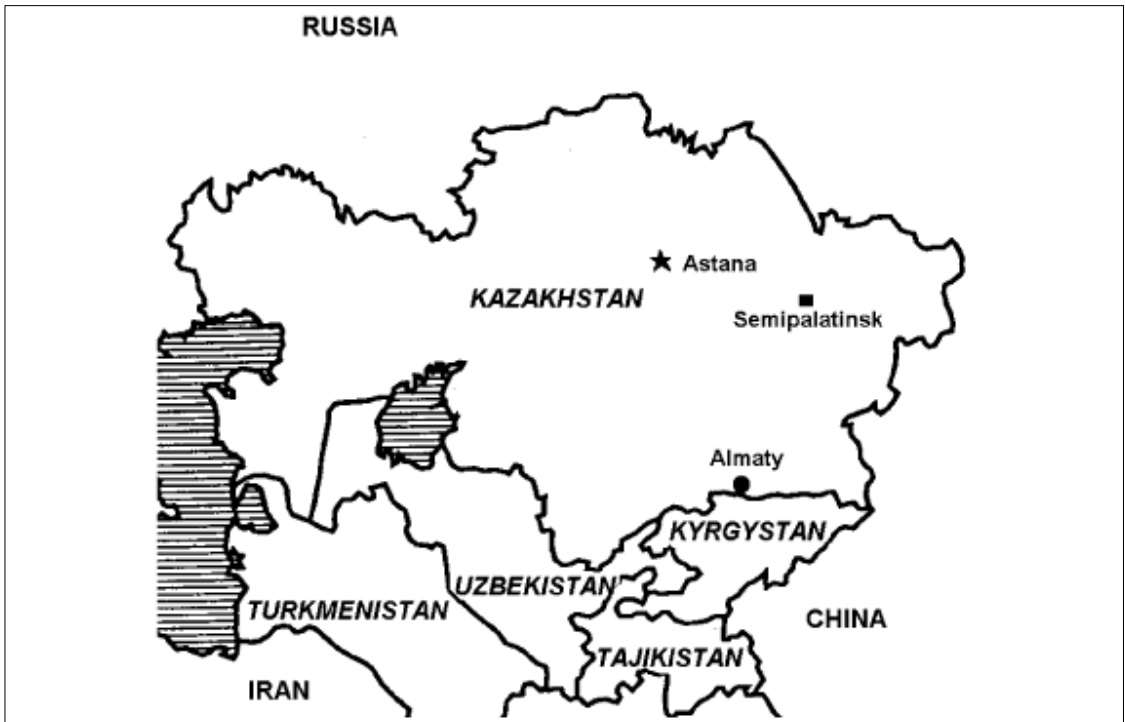 RUSSIA
Astana
KAZAKHSTAN
Semipalatinsk
Almaty
KYRGYSTAN
UZBEKISTAN
TURKMENISTAN
CHINA
TAJIKISTAN
IRAN